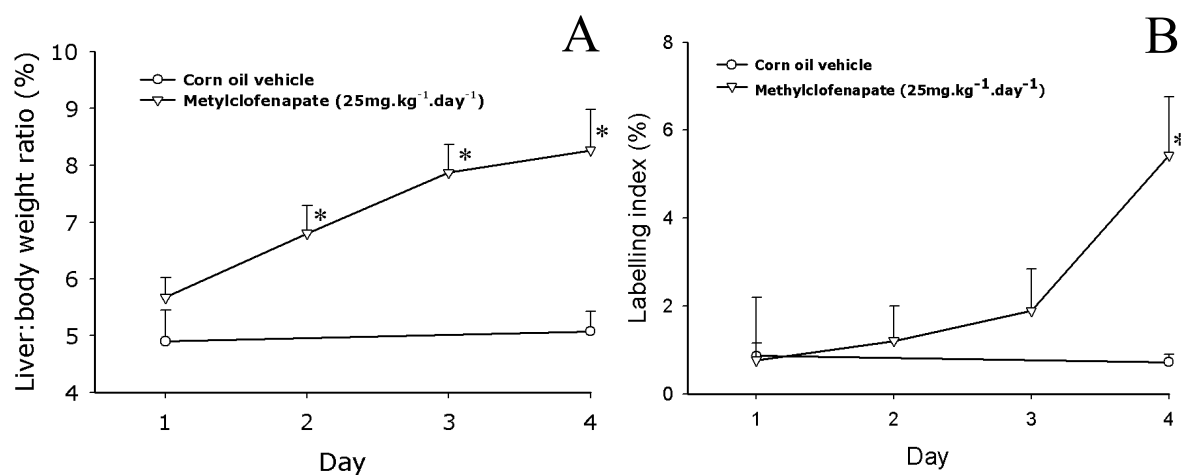 A
Liver:body weight ratio (%)
10
9
8
7
6
5
4
Corn oil vehicle
Metylclofenapate (25mg.kg⁻¹.day⁻¹)
*
*
*
1 2 3 4
Day
B
Labelling index (%)
8
6
4
2
0
Corn oil vehicle
Methylclofenapate (25mg.kg⁻¹.day⁻¹)
*
1 2 3 4
Day